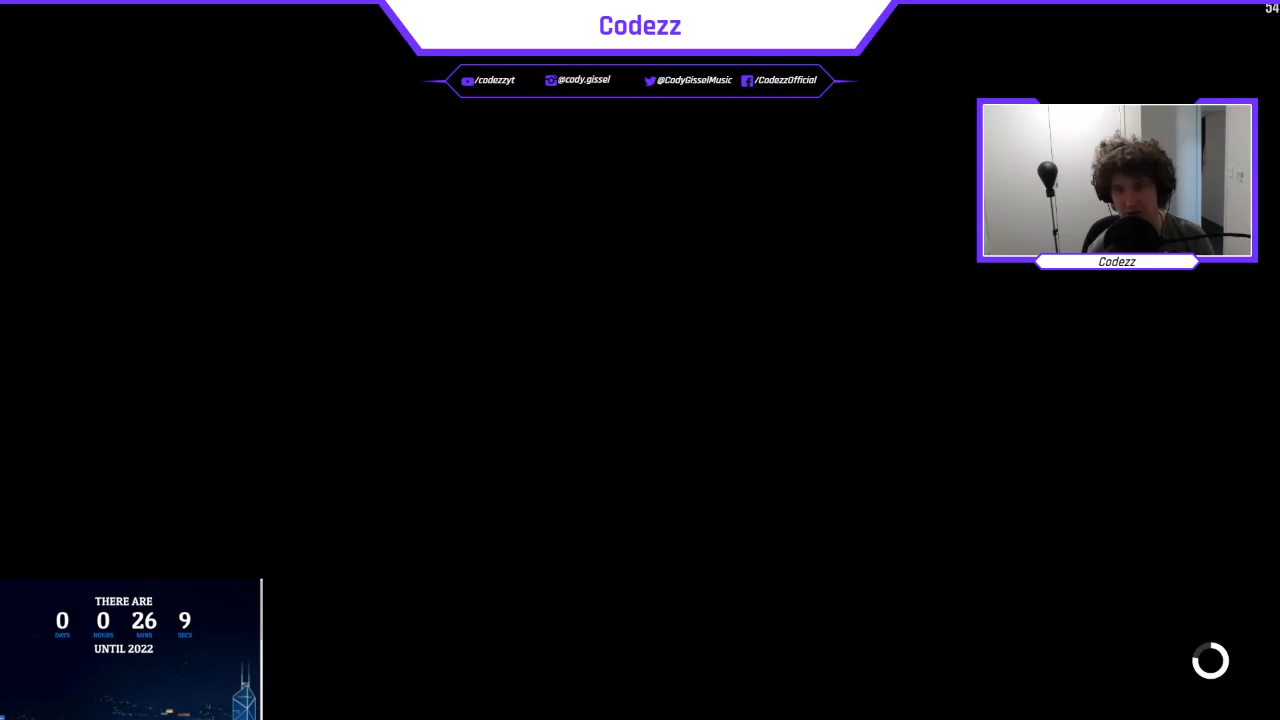 Codezz
54
/codezzyt @cody.gissel @CodyGisselMusic /CodezzOfficial
Codezz
THERE ARE
0 0 26 9
DAYS HOURS MINS SECS
UNTIL 2022